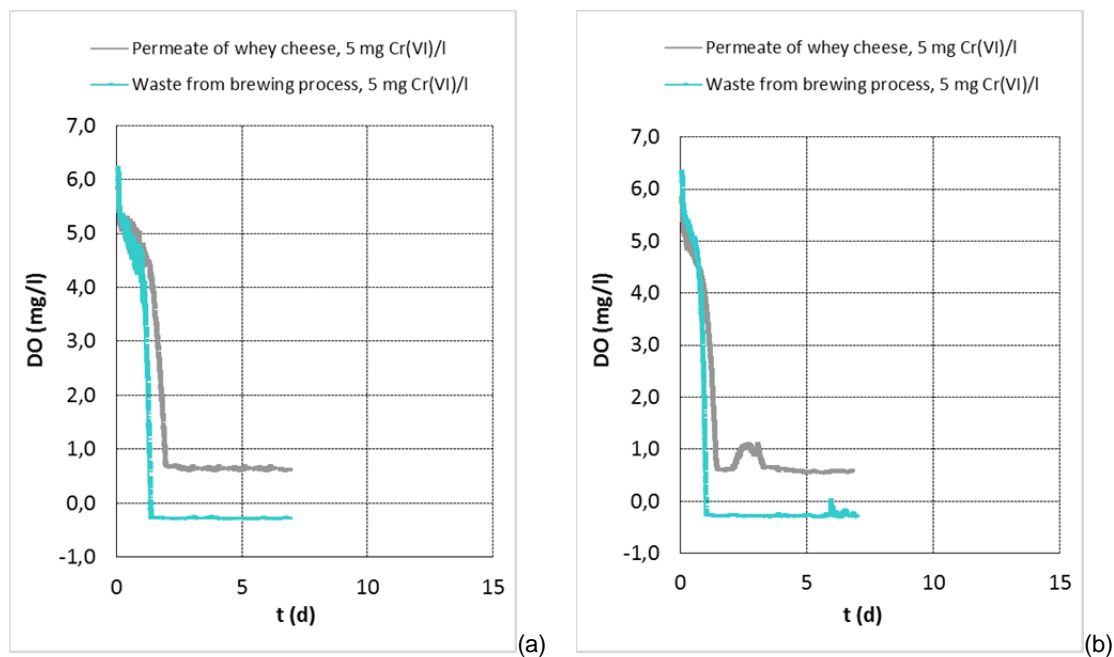 Permeate of whey cheese, 5 mg Cr(VI)/l
Waste from brewing process, 5 mg Cr(VI)/l
7,0
6,0
5,0
4,0
3,0
2,0
1,0
0,0
-1,0
DO (mg/l)
0 5 10 15
t (d)
(a)
Permeate of whey cheese, 5 mg Cr(VI)/l
Waste from brewing process, 5 mg Cr(VI)/l
7,0
6,0
5,0
4,0
3,0
2,0
1,0
0,0
-1,0
DO (mg/l)
0 5 10 15
t (d)
(b)